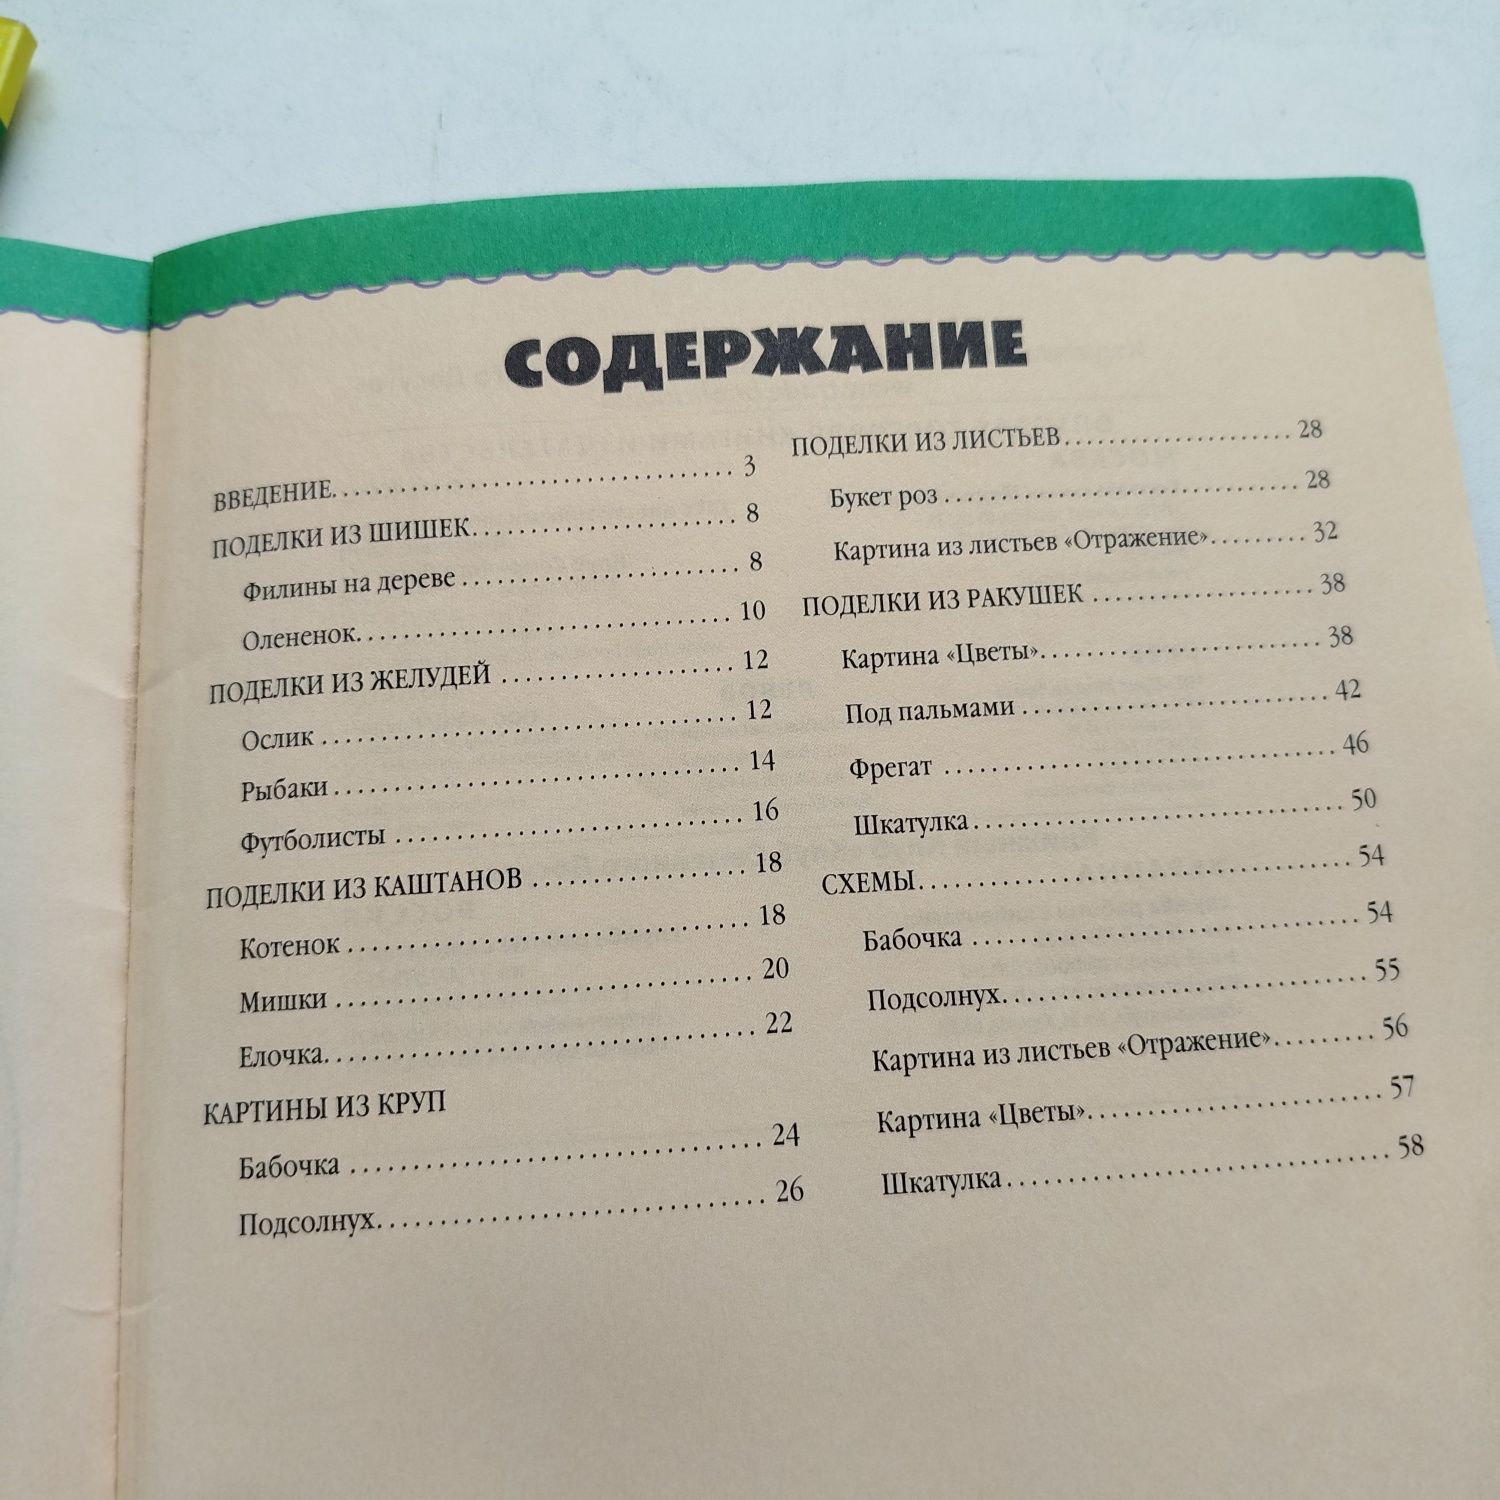 СОДЕРЖАНИЕ
ВВЕДЕНИЕ. . . . . . . . . . . . . . . . . . . . 3
ПОДЕЛКИ ИЗ ШИШЕК. . . . . . . . . . . . . . . . . . . . 8
Филины на дереве . . . . . . . . . . . . . . . . . . . . 8
Олененок. . . . . . . . . . . . . . . . . . . . 10
ПОДЕЛКИ ИЗ ЖЕЛУДЕЙ . . . . . . . . . . . . . . . . . . . . 12
Ослик . . . . . . . . . . . . . . . . . . . . 12
Рыбаки . . . . . . . . . . . . . . . . . . . . 14
Футболисты . . . . . . . . . . . . . . . . . . . . 16
ПОДЕЛКИ ИЗ КАШТАНОВ . . . . . . . . . . . . . . . . . . . . 18
Котенок . . . . . . . . . . . . . . . . . . . . 18
Мишки . . . . . . . . . . . . . . . . . . . . 20
Елочка. . . . . . . . . . . . . . . . . . . . 22
КАРТИНЫ ИЗ КРУП
Бабочка . . . . . . . . . . . . . . . . . . . . 24
Подсолнух. . . . . . . . . . . . . . . . . . . . 26
ПОДЕЛКИ ИЗ ЛИСТЬЕВ. . . . . . . . . . . . . . . . . . . . 28
Букет роз . . . . . . . . . . . . . . . . . . . . 28
Картина из листьев «Отражение». . . . . . . . . 32
ПОДЕЛКИ ИЗ РАКУШЕК . . . . . . . . . . . . . . . . . . . . 38
Картина «Цветы». . . . . . . . . . . . . . . . . . . . 38
Под пальмами . . . . . . . . . . . . . . . . . . . . 42
Фрегат . . . . . . . . . . . . . . . . . . . . 46
Шкатулка . . . . . . . . . . . . . . . . . . . . 50
СХЕМЫ. . . . . . . . . . . . . . . . . . . . 54
Бабочка . . . . . . . . . . . . . . . . . . . . 54
Подсолнух. . . . . . . . . . . . . . . . . . . . 55
Картина из листьев «Отражение». . . . . . . . . 56
Картина «Цветы». . . . . . . . . . . . . . . . . . . . 57
Шкатулка . . . . . . . . . . . . . . . . . . . . 58